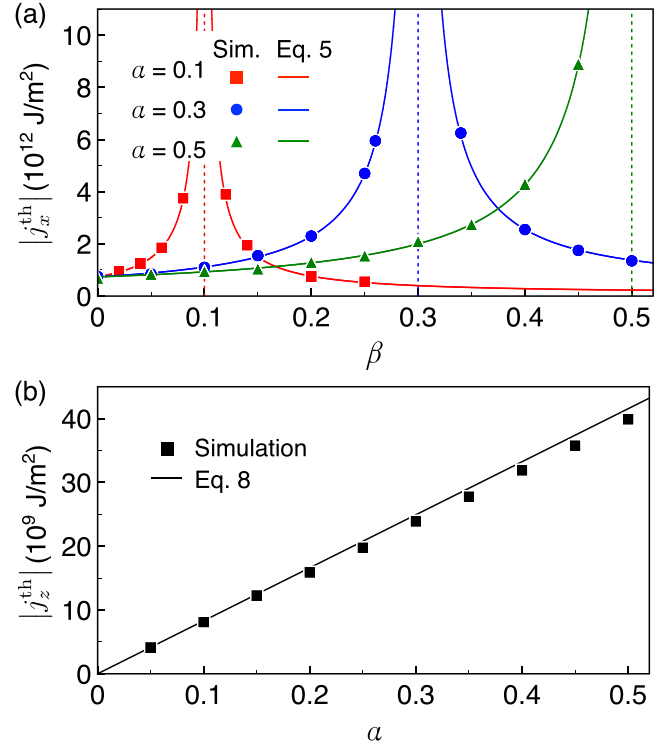 (a)
Sim. Eq. 5
α = 0.1
α = 0.3
α = 0.5
|j_x^th| (10^12 J/m^2)
10
8
6
4
2
0
0 0.1 0.2 0.3 0.4 0.5
β
(b)
Simulation
Eq. 8
|j_z^th| (10^9 J/m^2)
40
30
20
10
0
0 0.1 0.2 0.3 0.4 0.5
α